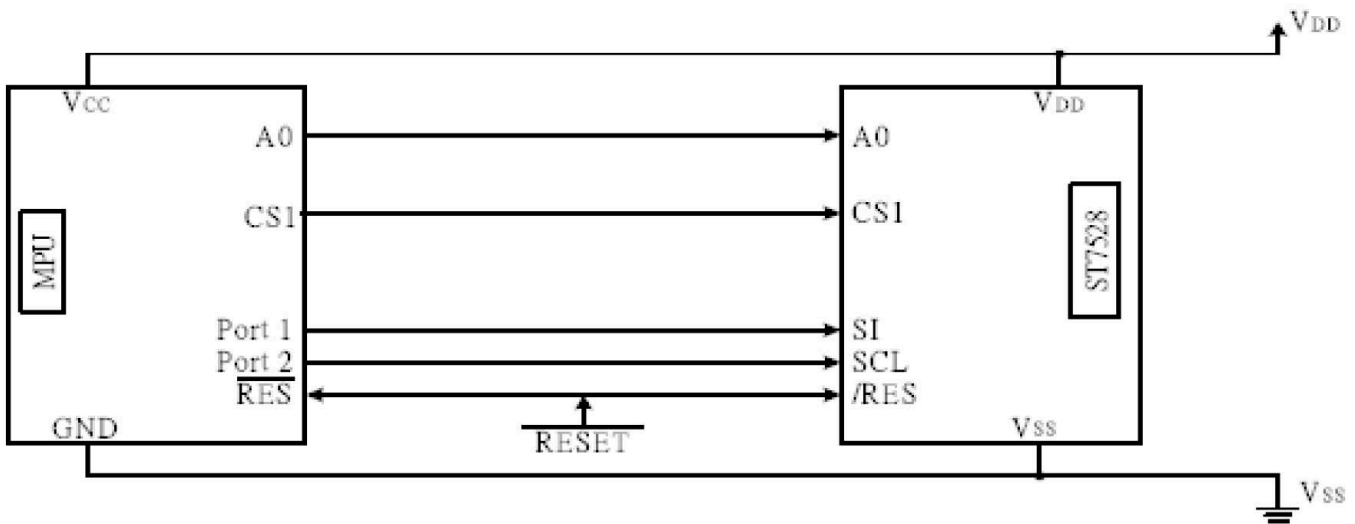 VDD
VCC
VDD
A0
A0
CS1
CS1
MPU
ST7528
Port 1
SI
Port 2
SCL
RES
/RES
GND
RESET
VSS
VSS